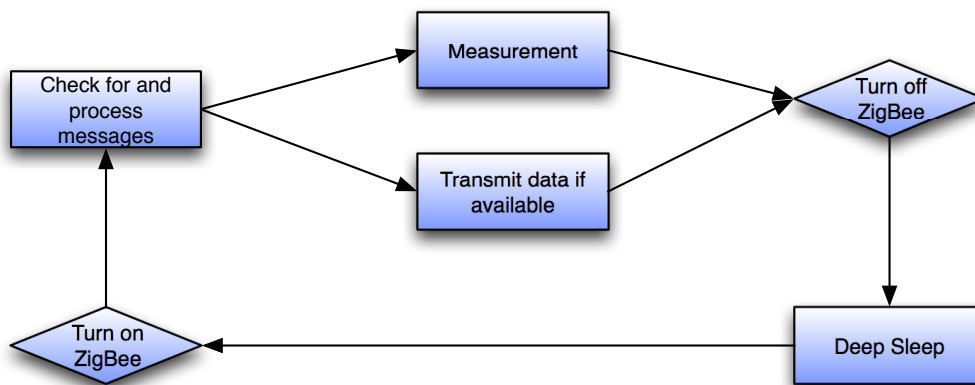 Measurement
Check for and
process
messages
Turn off
ZigBee
Transmit data if
available
Turn on
ZigBee
Deep Sleep